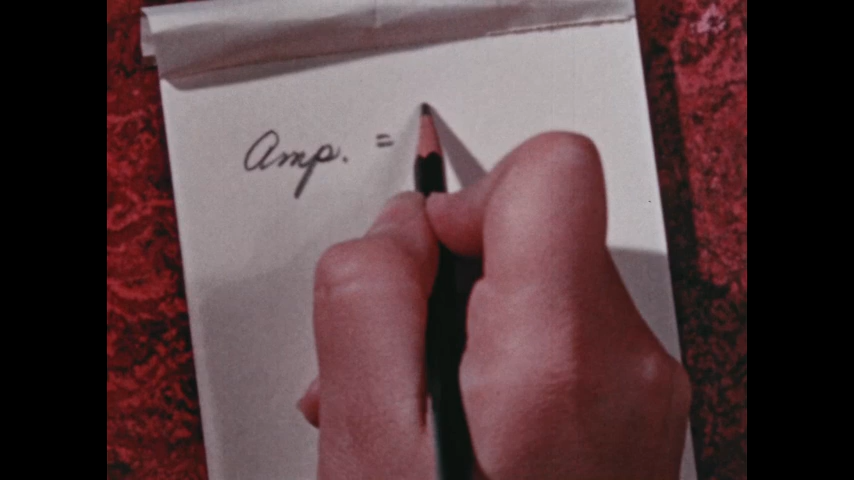 Amp. =